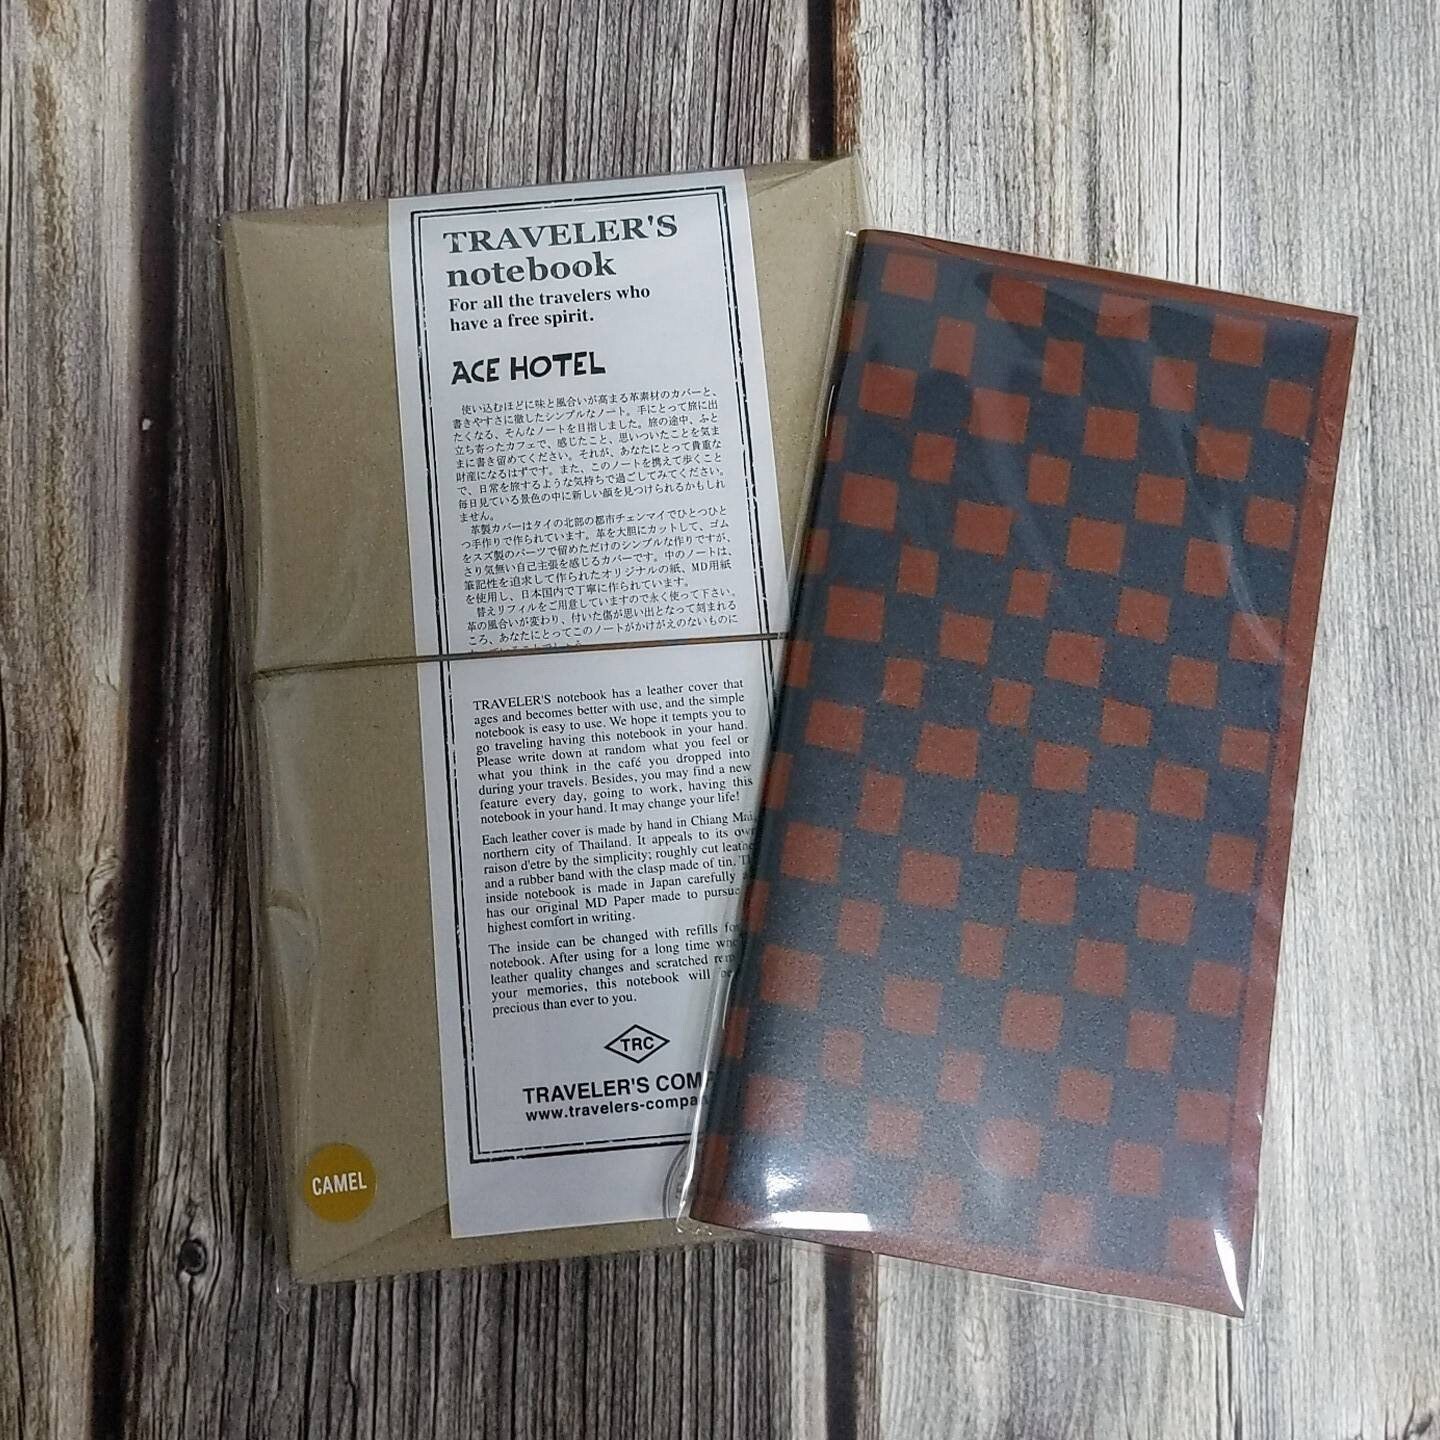 TRAVELER'S
notebook
For all the travelers who
have a free spirit.
ACE HOTEL
使い込むほどに味と風合いが高まる革素材のカバーと、
書きやすさに徹したシンプルなノート。手にとって旅に出
たくなる、そんなノートを目指しました。旅の途中、ふと
立ち寄ったカフェで、感じたこと、思いついたことを気ま
まに書き留めてください。それが、あなたにとって貴重な
財産になるはずです。また、このノートを携えて歩くこと
で、日常を旅するような気持ちで過ごしてみてください。
毎日見ている景色の中に新しい顔を見つけられるかもしれ
ません。
革製カバーはタイの北部の都市チェンマイでひとつひと
つ手作りで作られています。革を大胆にカットして、ゴム
をスズ製のパーツで留めただけのシンプルな作りですが、
さり気無い自己主張を感じるカバーです。中のノートは、
筆記性を追求して作られたオリジナルの紙、MD用紙
を使用し、日本国内で丁寧に作られています。
替えリフィルをご用意していますので永く使って下さい。
革の風合いが変わり、付いた傷が思い出となって刻まれる
ころ、あなたにとってこのノートがかけがえのないものに
TRAVELER'S notebook has a leather cover that
ages and becomes better with use, and the simple
notebook is easy to use. We hope it tempts you to
go traveling having this notebook in your hand.
Please write down at random what you feel or
what you think in the café you dropped into
during your travels. Besides, you may find a new
feature every day, going to work, having this
notebook in your hand. It may change your life!
Each leather cover is made by hand in Chiang Mai,
northern city of Thailand. It appeals to its own
raison d'etre by the simplicity; roughly cut leather
and a rubber band with the clasp made of tin.
inside notebook is made in Japan carefully
has our original MD Paper made to pursue
highest comfort in writing.
The inside can be changed with refills
notebook. After using for a long time
leather quality changes and scratched
your memories, this notebook will
precious than ever to you.
TRC
TRAVELER'S COM
www.travelers-compa
CAMEL